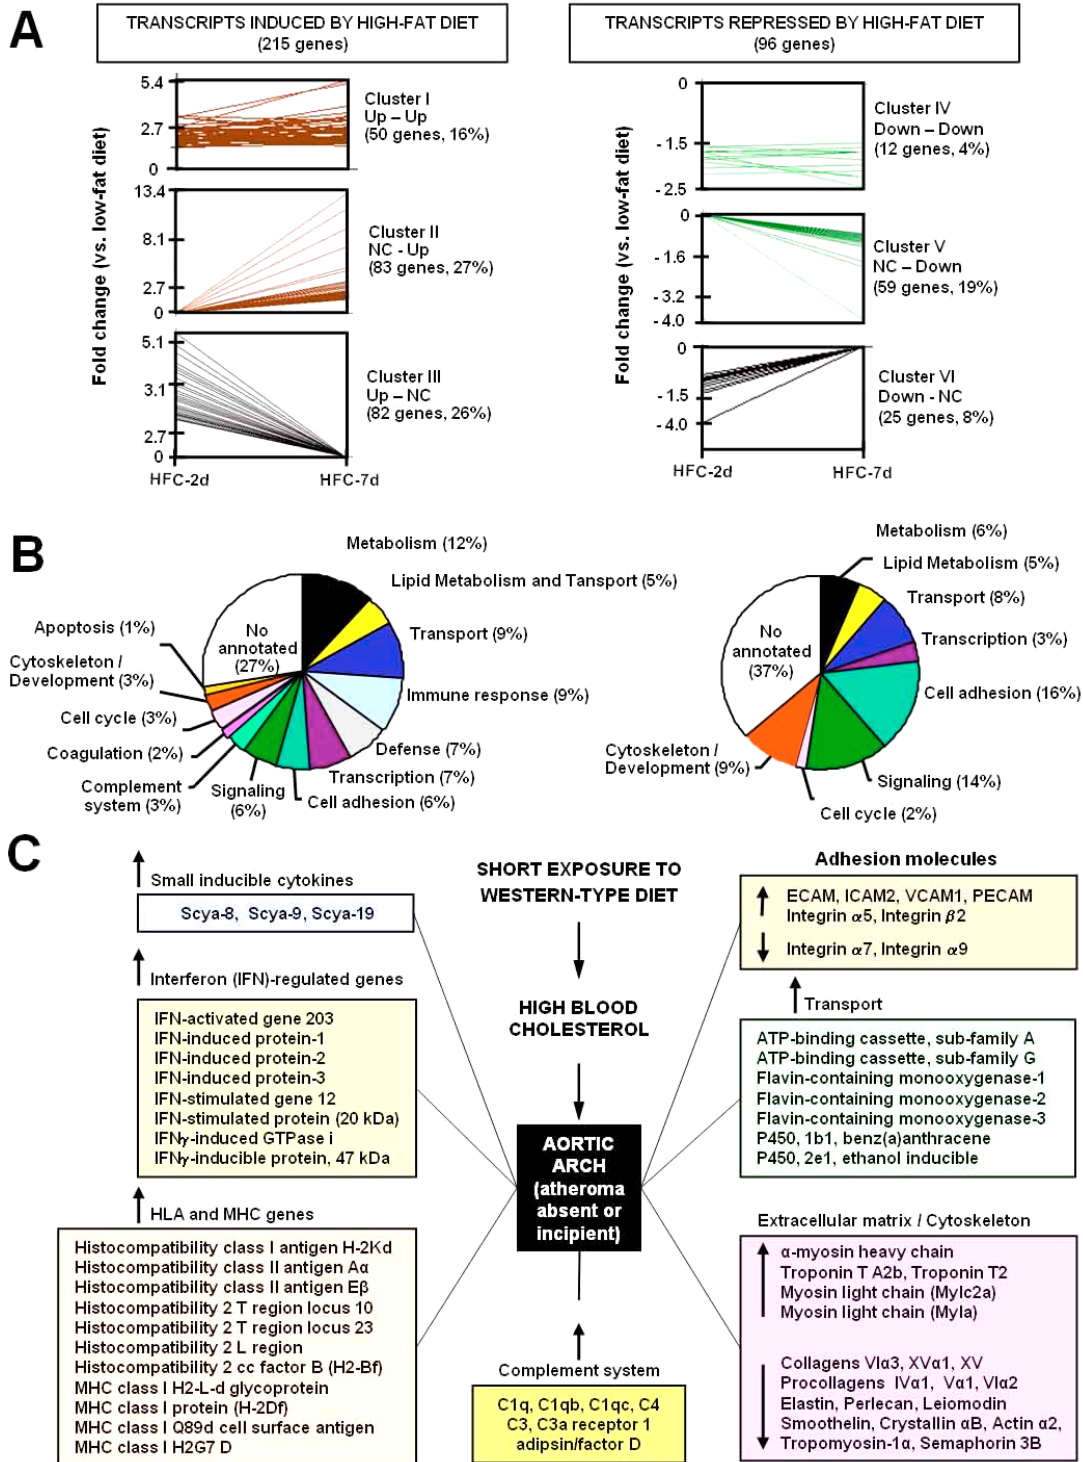 A
TRANSCRIPTS INDUCED BY HIGH-FAT DIET
(215 genes)
TRANSCRIPTS REPRESSED BY HIGH-FAT DIET
(96 genes)
Fold change (vs. low-fat diet)
5.4
2.7
0
Cluster I
Up – Up
(50 genes, 16%)
13.4
8.1
2.7
0
Cluster II
NC - Up
(83 genes, 27%)
5.1
3.1
2.7
0
Cluster III
Up – NC
(82 genes, 26%)
HFC-2d
HFC-7d
Fold change (vs. low-fat diet)
0
- 1.5
- 2.5
Cluster IV
Down – Down
(12 genes, 4%)
0
- 1.6
- 3.2
- 4.0
Cluster V
NC – Down
(59 genes, 19%)
0
- 1.5
- 4.0
Cluster VI
Down - NC
(25 genes, 8%)
HFC-2d
HFC-7d
B
Metabolism (12%)
Lipid Metabolism and Tansport (5%)
Transport (9%)
Immune response (9%)
Defense (7%)
Transcription (7%)
Cell adhesion (6%)
Signaling
(6%)
Complement
system (3%)
Coagulation (2%)
Cell cycle (3%)
Cytoskeleton /
Development (3%)
Apoptosis (1%)
No
annotated
(27%)
Metabolism (6%)
Lipid Metabolism (5%)
Transport (8%)
Transcription (3%)
Cell adhesion (16%)
Signaling (14%)
Cell cycle (2%)
Cytoskeleton /
Development (9%)
No
annotated
(37%)
C
Small inducible cytokines
Scya-8, Scya-9, Scya-19
Interferon (IFN)-regulated genes
IFN-activated gene 203
IFN-induced protein-1
IFN-induced protein-2
IFN-induced protein-3
IFN-stimulated gene 12
IFN-stimulated protein (20 kDa)
IFNγ-induced GTPase i
IFNγ-inducible protein, 47 kDa
HLA and MHC genes
Histocompatibility class I antigen H-2Kd
Histocompatibility class II antigen Aα
Histocompatibility class II antigen Eβ
Histocompatibility 2 T region locus 10
Histocompatibility 2 T region locus 23
Histocompatibility 2 L region
Histocompatibility 2 cc factor B (H2-Bf)
MHC class I H2-L-d glycoprotein
MHC class I protein (H-2Df)
MHC class I Q89d cell surface antigen
MHC class I H2G7 D
SHORT EXPOSURE TO
WESTERN-TYPE DIET
HIGH BLOOD
CHOLESTEROL
AORTIC
ARCH
(atheroma
absent or
incipient)
Complement system
C1q, C1qb, C1qc, C4
C3, C3a receptor 1
adipsin/factor D
Adhesion molecules
ECAM, ICAM2, VCAM1, PECAM
Integrin α5, Integrin β2
Integrin α7, Integrin α9
Transport
ATP-binding cassette, sub-family A
ATP-binding cassette, sub-family G
Flavin-containing monooxygenase-1
Flavin-containing monooxygenase-2
Flavin-containing monooxygenase-3
P450, 1b1, benz(a)anthracene
P450, 2e1, ethanol inducible
Extracellular matrix / Cytoskeleton
α-myosin heavy chain
Troponin T A2b, Troponin T2
Myosin light chain (Mylc2a)
Myosin light chain (Myla)
Collagens VIα3, XVα1, XV
Procollagens IVα1, Vα1, VIα2
Elastin, Perlecan, Leiomodin
Smoothelin, Crystallin αB, Actin α2,
Tropomyosin-1α, Semaphorin 3B